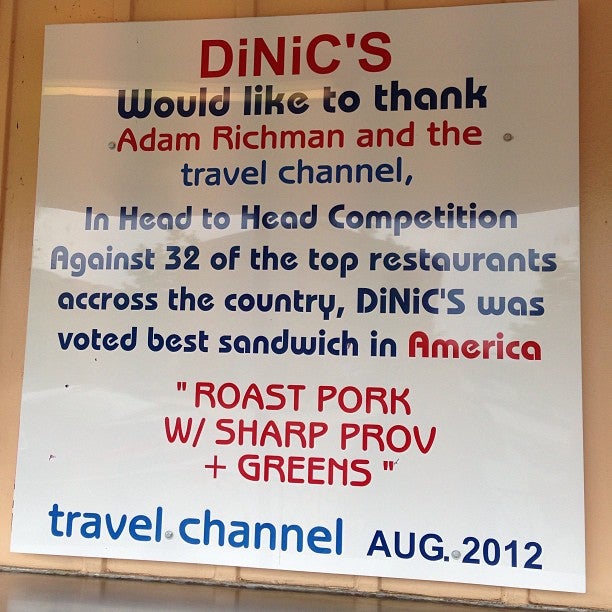 DiNiC'S
Would like to thank
Adam Richman and the
travel channel,
In Head to Head Competition
Against 32 of the top restaurants
accross the country, DiNiC'S was
voted best sandwich in America
" ROAST PORK
W/ SHARP PROV
+ GREENS "
travel channel AUG. 2012